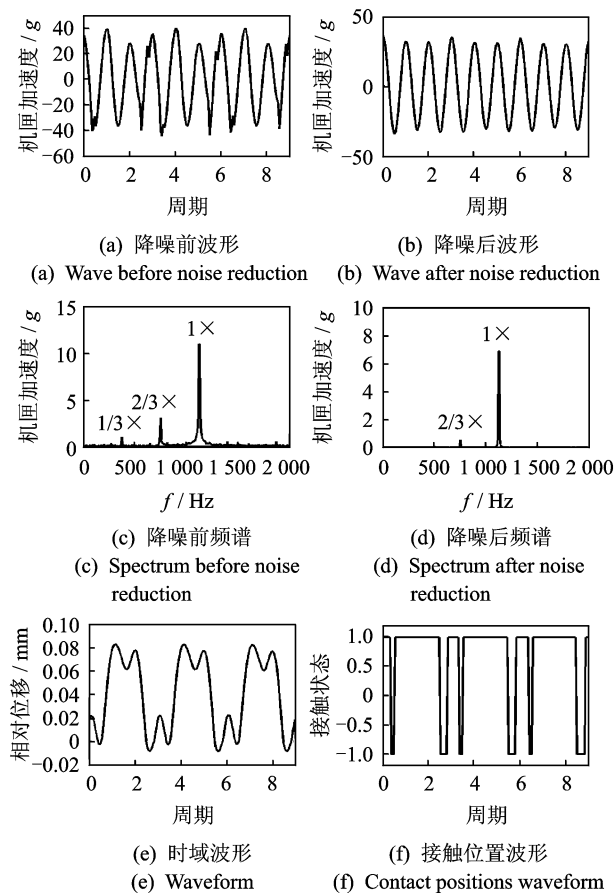 机匣加速度 / g
40
20
0
−20
−40
−60
0 2 4 6 8
周期
(a) 降噪前波形
(a) Wave before noise reduction
机匣加速度 / g
50
0
−50
0 2 4 6 8
周期
(b) 降噪后波形
(b) Wave after noise reduction
机匣加速度 / g
15
10
5
0
1×
2/3×
1/3×
0 500 1 000 1 500 2 000
f / Hz
(c) 降噪前频谱
(c) Spectrum before noise
reduction
机匣加速度 / g
10
8
6
4
2
0
1×
2/3×
0 500 1 000 1 500 2 000
f / Hz
(d) 降噪后频谱
(d) Spectrum after noise
reduction
相对位移 / mm
0.10
0.08
0.06
0.04
0.02
0
−0.02
0 2 4 6 8
周期
(e) 时域波形
(e) Waveform
接触状态
1.0
0.5
0
−0.5
−1.0
0 2 4 6 8
周期
(f) 接触位置波形
(f) Contact positions waveform